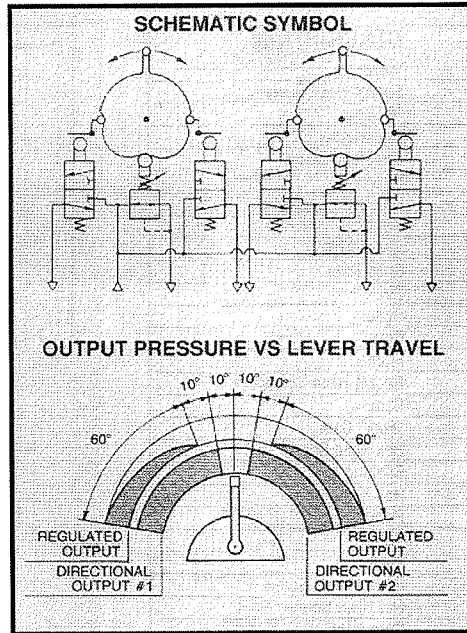 SCHEMATIC SYMBOL
OUTPUT PRESSURE VS LEVER TRAVEL
10° 10° 10° 10°
60° 60°
REGULATED OUTPUT
DIRECTIONAL OUTPUT #1
REGULATED OUTPUT
DIRECTIONAL OUTPUT #2